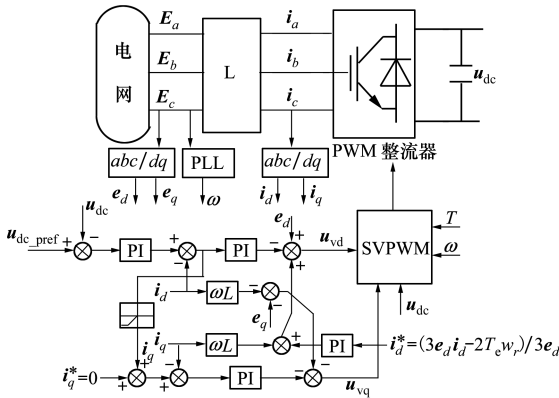 电网
E_a
E_b
E_c
L
i_a
i_b
i_c
u_dc
PWM 整流器
abc/dq
PLL
abc/dq
e_d
e_q
ω
i_d
i_q
u_dc
u_dc_pref
+
−
PI
+
−
PI
−
e_d
+
+
u_vd
SVPWM
T
ω
u_dc
i_d
ωL
−
−
e_q
i_q
i_q
ωL
+
+
PI
i_d*=(3e_d i_d−2T_e w_r)/3e_d
i_q*=0
+
+
+
−
PI
−
−
u_vq